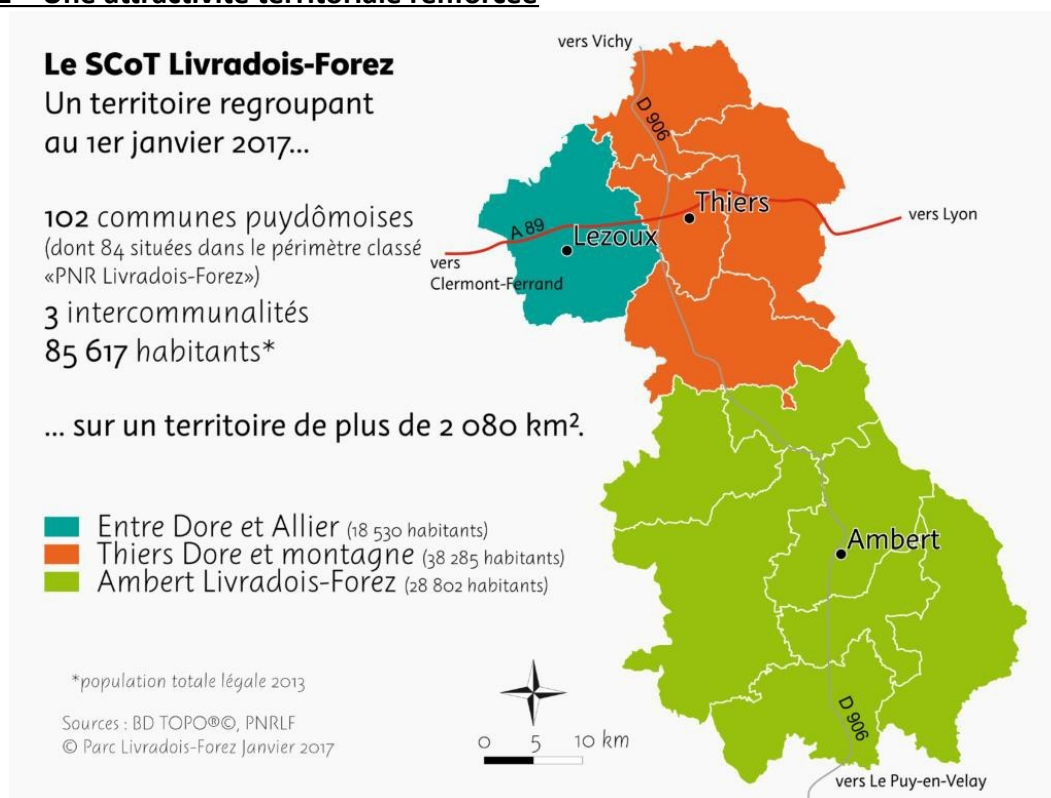 Une attractivité territoriale renforcée
Le SCoT Livradois-Forez
Un territoire regroupant
au 1er janvier 2017...
102 communes puydômoises
(dont 84 situées dans le périmètre classé
«PNR Livradois-Forez»)
3 intercommunalités
85 617 habitants*
... sur un territoire de plus de 2 080 km².
Entre Dore et Allier (18 530 habitants)
Thiers Dore et montagne (38 285 habitants)
Ambert Livradois-Forez (28 802 habitants)
*population totale légale 2013
Sources : BD TOPO®©, PNRLF
© Parc Livradois-Forez Janvier 2017
0 5 10 km
vers Vichy
D 906
Thiers
vers Lyon
A 89
Lezoux
vers
Clermont-Ferrand
Ambert
D 906
vers Le Puy-en-Velay